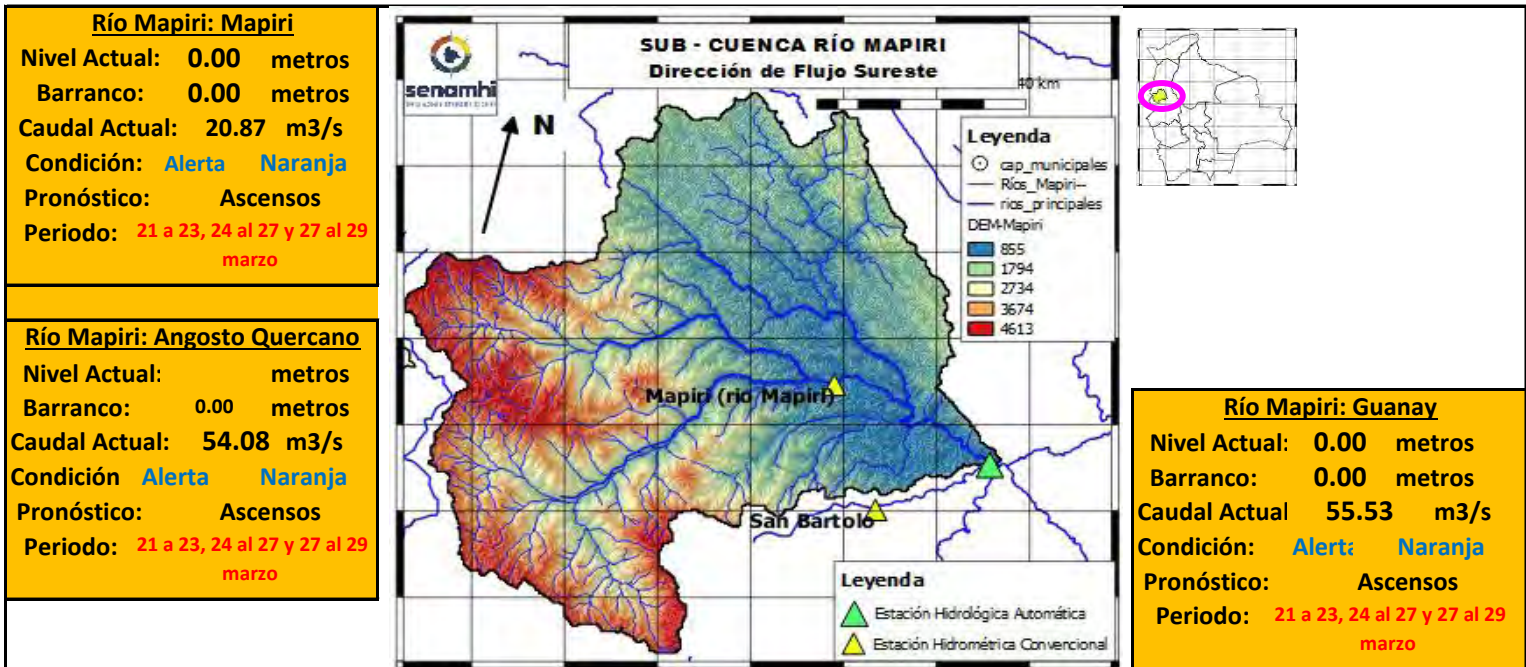 Río Mapiri: Mapiri
Nivel Actual: 0.00 metros
Barranco: 0.00 metros
Caudal Actual: 20.87 m3/s
Condición: Alerta Naranja
Pronóstico: Ascensos
Periodo: 21 a 23, 24 al 27 y 27 al 29
marzo
Río Mapiri: Angosto Quercano
Nivel Actual: metros
Barranco: 0.00 metros
Caudal Actual: 54.08 m3/s
Condición Alerta Naranja
Pronóstico: Ascensos
Periodo: 21 a 23, 24 al 27 y 27 al 29
marzo
senamhi
SUB - CUENCA RÍO MAPIRI
Dirección de Flujo Sureste
40 km
N
Leyenda
cap_municipales
Ríos_Mapiri--
rios_principales
DEM-Mapiri
855
1794
2734
3674
4613
Mapiri (rio Mapiri)
San Bartolo
Leyenda
Estación Hidrológica Automática
Estación Hidrométrica Convencional
Río Mapiri: Guanay
Nivel Actual: 0.00 metros
Barranco: 0.00 metros
Caudal Actual 55.53 m3/s
Condición: Alerta Naranja
Pronóstico: Ascensos
Periodo: 21 a 23, 24 al 27 y 27 al 29
marzo